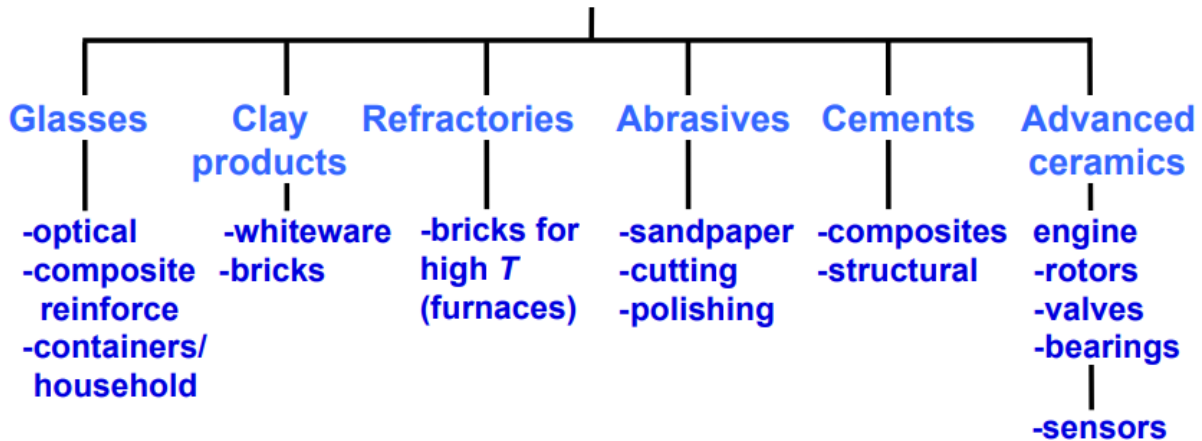 Glasses
Clay
products
Refractories
Abrasives
Cements
Advanced
ceramics
-optical
-composite
reinforce
-containers/
household
-whiteware
-bricks
-bricks for
high T
(furnaces)
-sandpaper
-cutting
-polishing
-composites
-structural
engine
-rotors
-valves
-bearings
-sensors